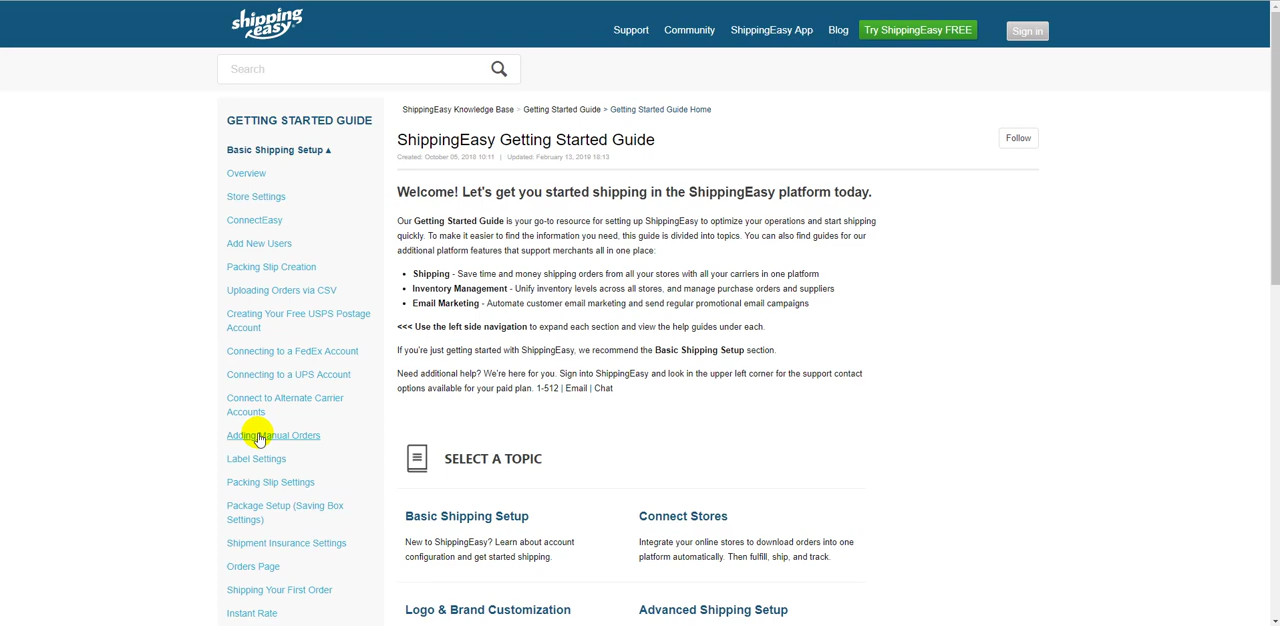 shipping easy
Support Community ShippingEasy App Blog Try ShippingEasy FREE Sign in
Search
GETTING STARTED GUIDE
Basic Shipping Setup ▴
Overview
Store Settings
ConnectEasy
Add New Users
Packing Slip Creation
Uploading Orders via CSV
Creating Your Free USPS Postage
Account
Connecting to a FedEx Account
Connecting to a UPS Account
Connect to Alternate Carrier
Accounts
Adding Manual Orders
Label Settings
Packing Slip Settings
Package Setup (Saving Box
Settings)
Shipment Insurance Settings
Orders Page
Shipping Your First Order
Instant Rate
ShippingEasy Knowledge Base > Getting Started Guide > Getting Started Guide Home
ShippingEasy Getting Started Guide
Follow
Created: October 05, 2018 10:11 | Updated: February 13, 2019 18:13
Welcome! Let's get you started shipping in the ShippingEasy platform today.
Our Getting Started Guide is your go-to resource for setting up ShippingEasy to optimize your operations and start shipping
quickly. To make it easier to find the information you need, this guide is divided into topics. You can also find guides for our
additional platform features that support merchants all in one place:
• Shipping - Save time and money shipping orders from all your stores with all your carriers in one platform
• Inventory Management - Unify inventory levels across all stores, and manage purchase orders and suppliers
• Email Marketing - Automate customer email marketing and send regular promotional email campaigns
<<< Use the left side navigation to expand each section and view the help guides under each.
If you're just getting started with ShippingEasy, we recommend the Basic Shipping Setup section.
Need additional help? We're here for you. Sign into ShippingEasy and look in the upper left corner for the support contact
options available for your paid plan. 1-512 | Email | Chat
SELECT A TOPIC
Basic Shipping Setup
New to ShippingEasy? Learn about account
configuration and get started shipping.
Connect Stores
Integrate your online stores to download orders into one
platform automatically. Then fulfill, ship, and track.
Logo & Brand Customization
Advanced Shipping Setup